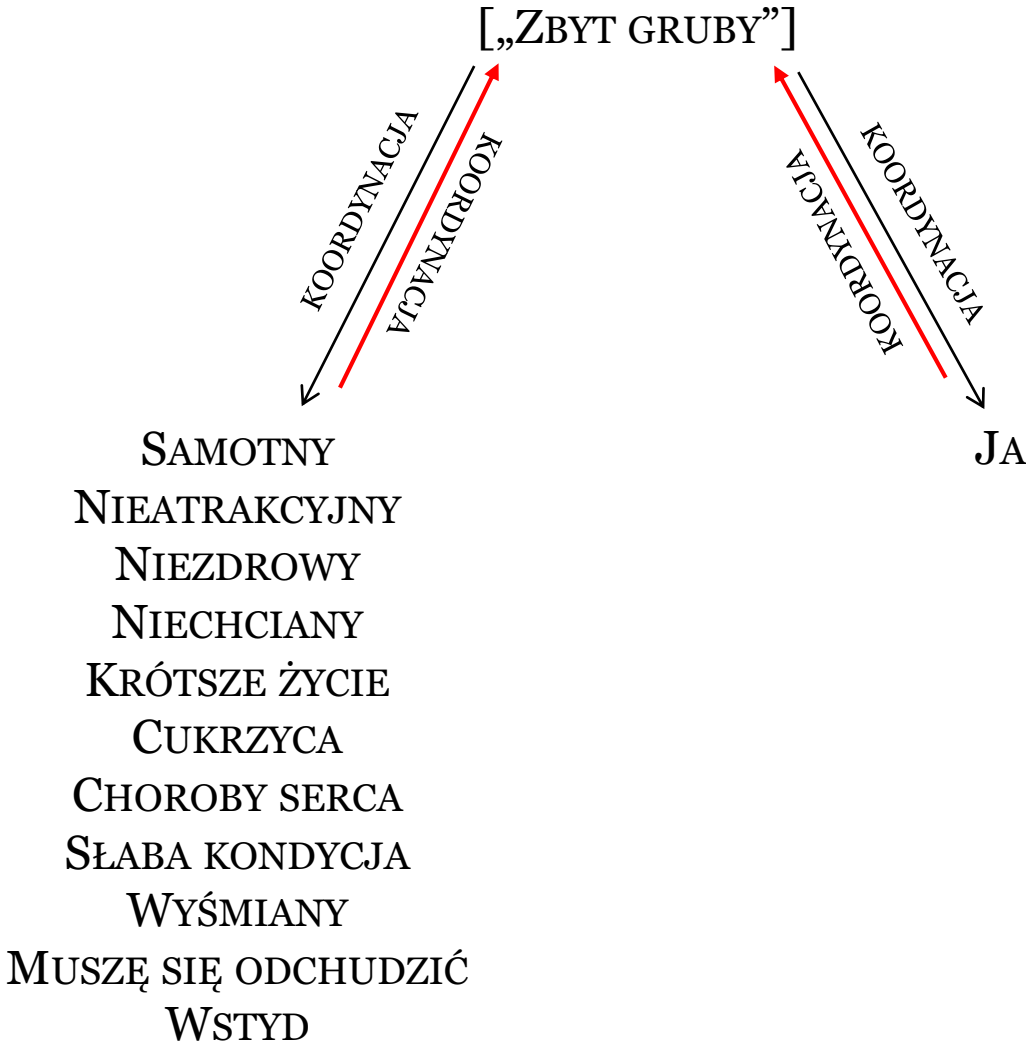 [„Zbyt gruby”]
koordynacja
koordynacja
koordynacja
koordynacja
Samotny
Ja
Nieatrakcyjny
Niezdrowy
Niechciany
Krótsze życie
Cukrzyca
Choroby serca
Słaba kondycja
Wyśmiany
Muszę się odchudzić
Wstyd